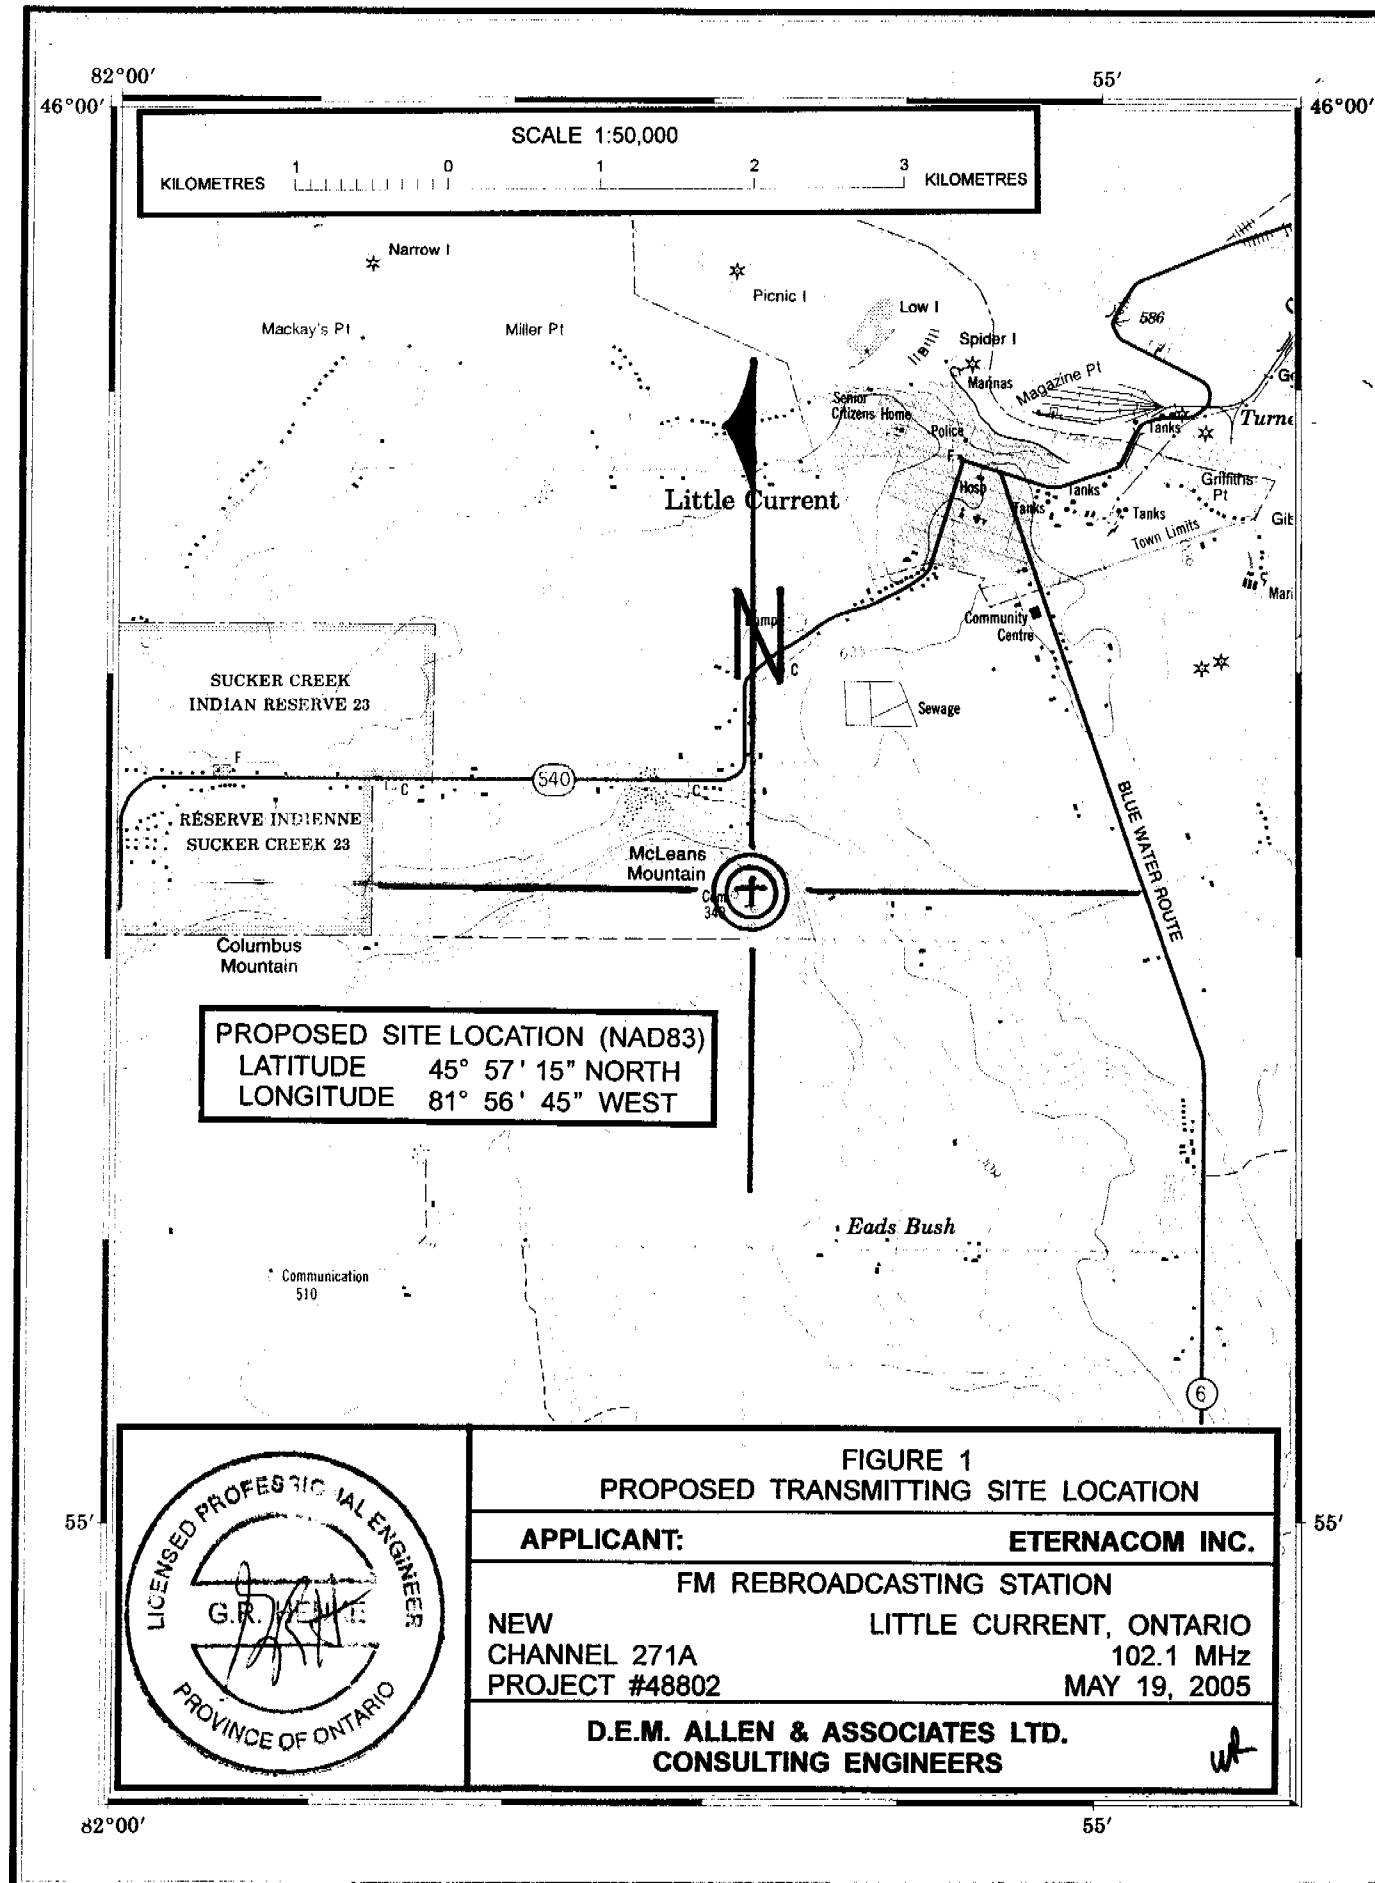 82°00′
55′
46°00′
46°00′
SCALE 1:50,000
1 0 1 2 3
KILOMETRES
KILOMETRES
Narrow I
Picnic I
Low I
586
Mackay's Pt
Miller Pt
Spider I
Marinas
Magazine Pt
Senior
Citizens Home
Police
Tanks
F
Hosp
Tanks
Griffiths
Pt
Little Current
Tanks
Tanks
Town Limits
Community
Centre
N
C
SUCKER CREEK
INDIAN RESERVE 23
Sewage
F
540
C
C
RÉSERVE INDIENNE
SUCKER CREEK 23
BLUE WATER ROUTE
McLeans
Mountain
Columbus
Mountain
PROPOSED SITE LOCATION (NAD83)
LATITUDE 45° 57' 15" NORTH
LONGITUDE 81° 56' 45" WEST
Eads Bush
Communication
510
6
FIGURE 1
PROPOSED TRANSMITTING SITE LOCATION
55′
55′
APPLICANT: ETERNACOM INC.
FM REBROADCASTING STATION
NEW LITTLE CURRENT, ONTARIO
CHANNEL 271A 102.1 MHz
PROJECT #48802 MAY 19, 2005
D.E.M. ALLEN & ASSOCIATES LTD.
CONSULTING ENGINEERS
LICENSED PROFESSIONAL ENGINEER
G.R.
PROVINCE OF ONTARIO
82°00′
55′